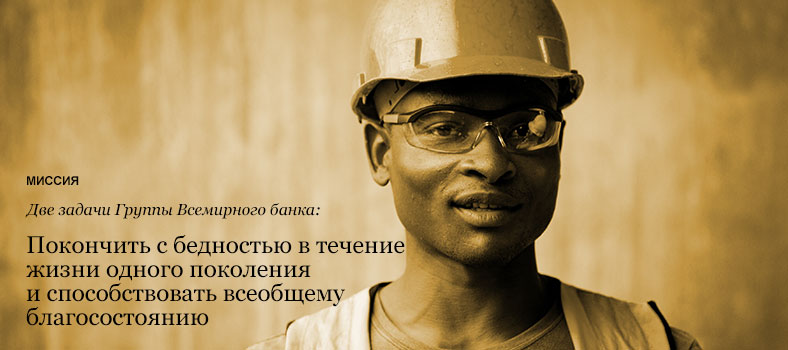 МИССИЯ
Две задачи Группы Всемирного банка:
Покончить с бедностью в течение
жизни одного поколения
и способствовать всеобщему
благосостоянию